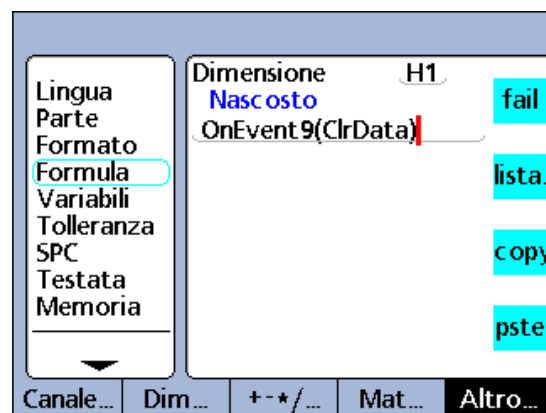 Lingua
Parte
Formato
Formula
Variabili
Tolleranza
SPC
Testata
Memoria
Dimensione H1
Nascosto
OnEvent9(ClrData)
fail
lista.
copy
pste
Canale... Dim... +-*/... Mat... Altro...